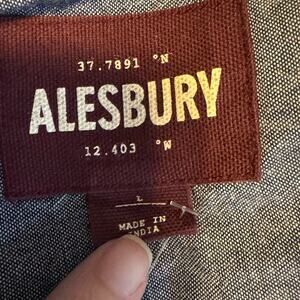 37.7891 °N
ALESBURY
12.403 °W
L
MADE IN
INDIA